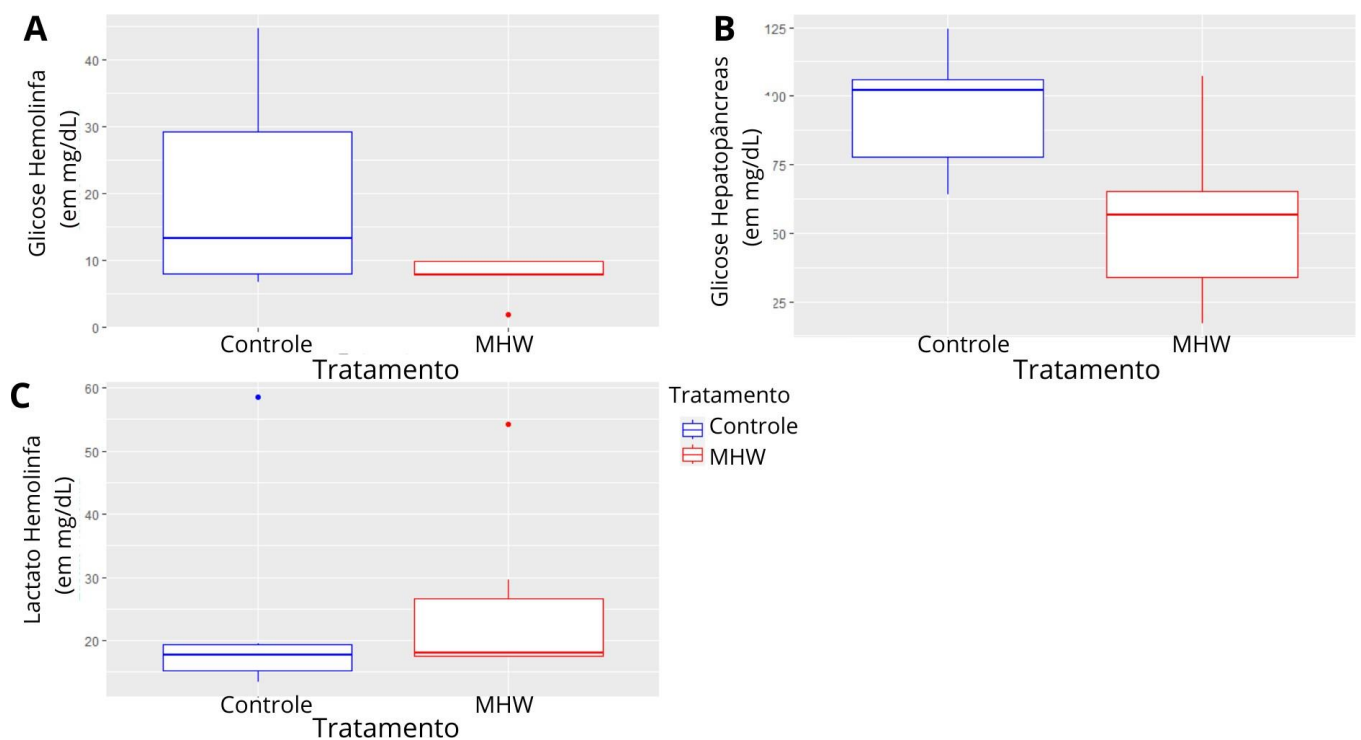 A
Glicose Hemolinfa
(em mg/dL)
40
30
20
10
0
Controle
MHW
Tratamento
B
Glicose Hepatopâncreas
(em mg/dL)
125
100
75
50
25
Controle
MHW
Tratamento
C
Lactato Hemolinfa
(em mg/dL)
60
50
40
30
20
Controle
MHW
Tratamento
Tratamento
Controle
MHW